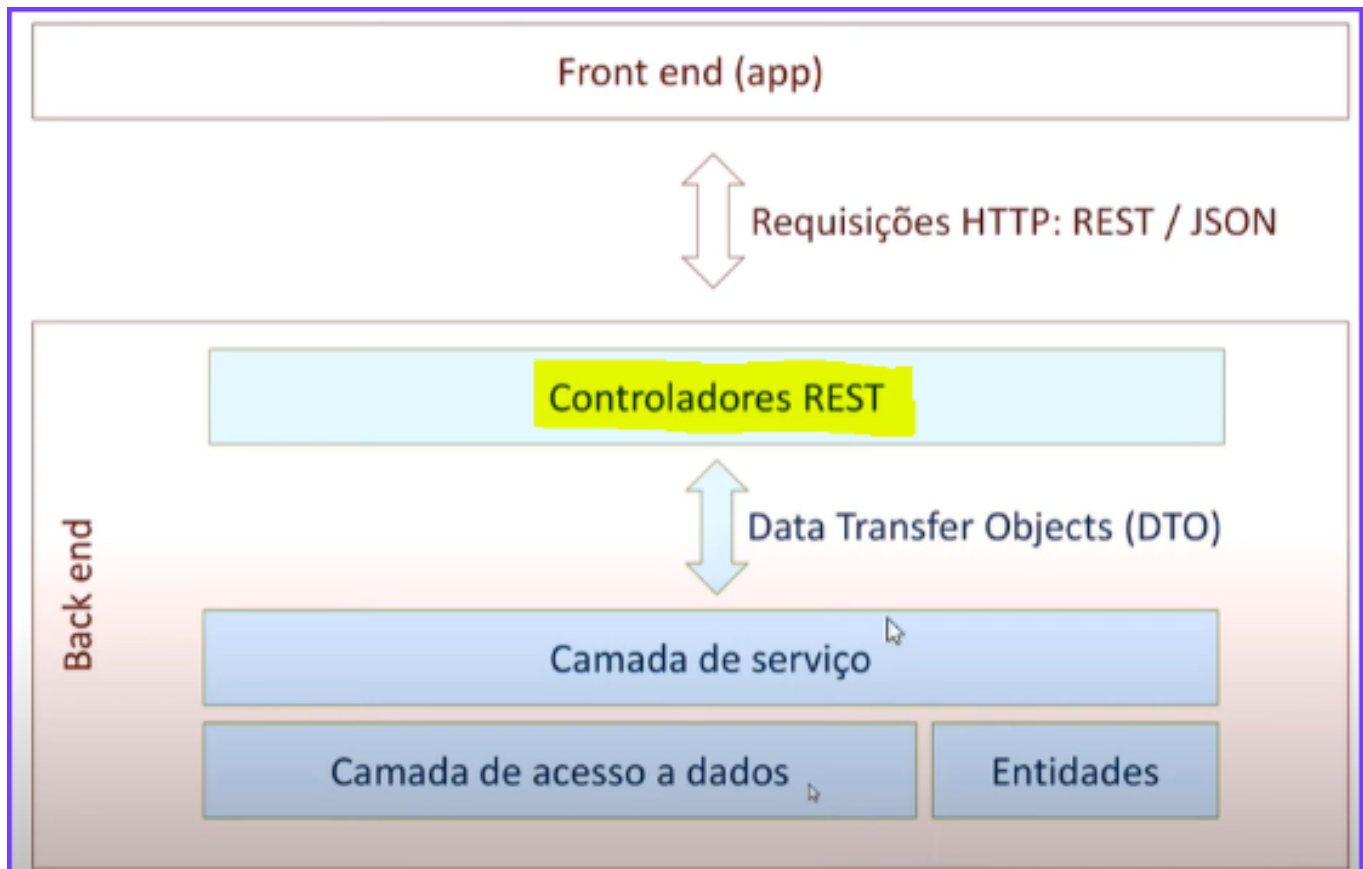 Front end (app)
Requisições HTTP: REST / JSON
Controladores REST
Data Transfer Objects (DTO)
Back end
Camada de serviço
Camada de acesso a dados
Entidades